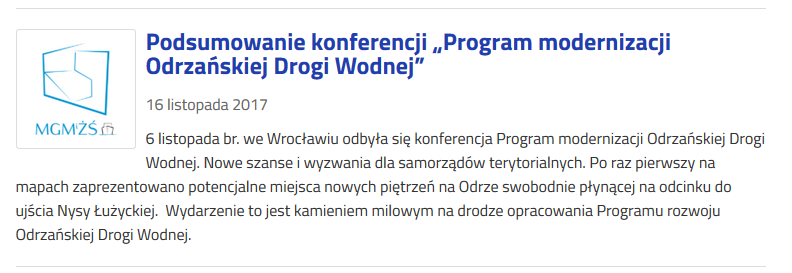 Podsumowanie konferencji „Program modernizacji
Odrzańskiej Drogi Wodnej”
16 listopada 2017
MGMiŻŚ
6 listopada br. we Wrocławiu odbyła się konferencja Program modernizacji Odrzańskiej Drogi
Wodnej. Nowe szanse i wyzwania dla samorządów terytorialnych. Po raz pierwszy na
mapach zaprezentowano potencjalne miejsca nowych piętrzeń na Odrze swobodnie płynącej na odcinku do
ujścia Nysy Łużyckiej.  Wydarzenie to jest kamieniem milowym na drodze opracowania Programu rozwoju
Odrzańskiej Drogi Wodnej.